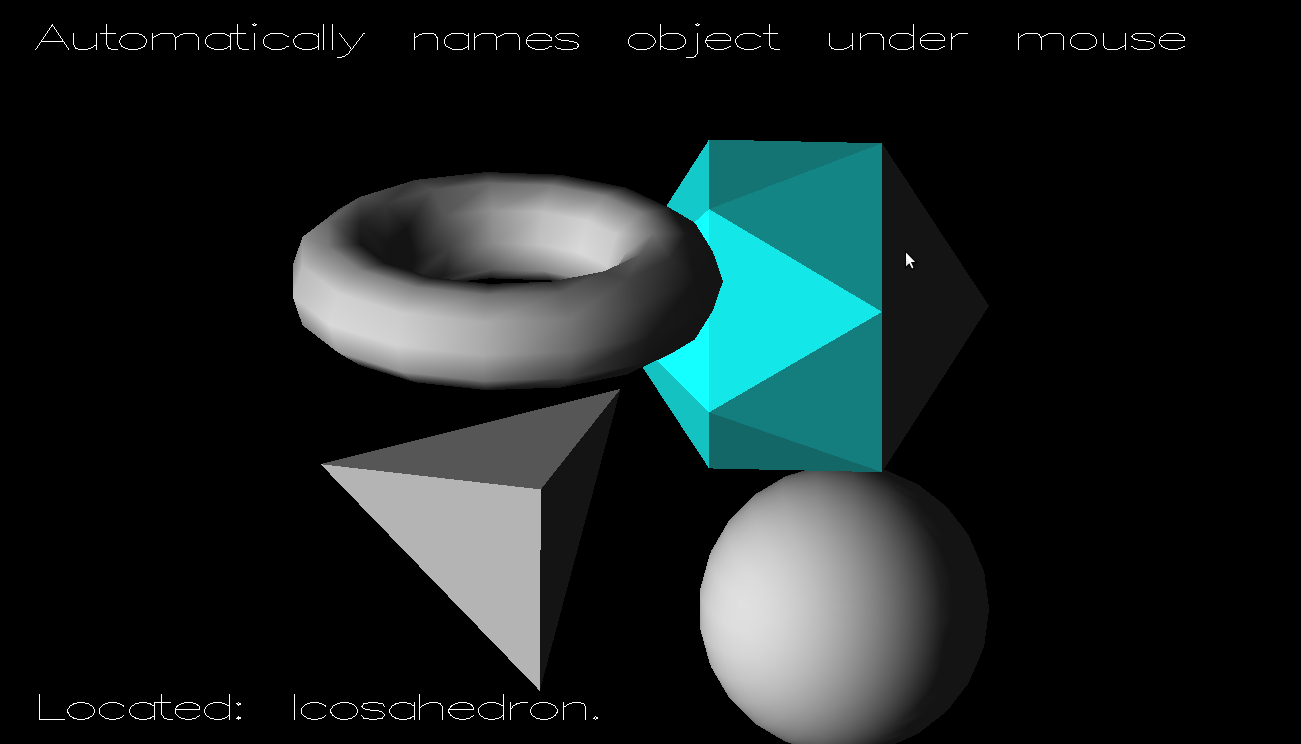 Automatically names object under mouse
Located: Icosahedron.